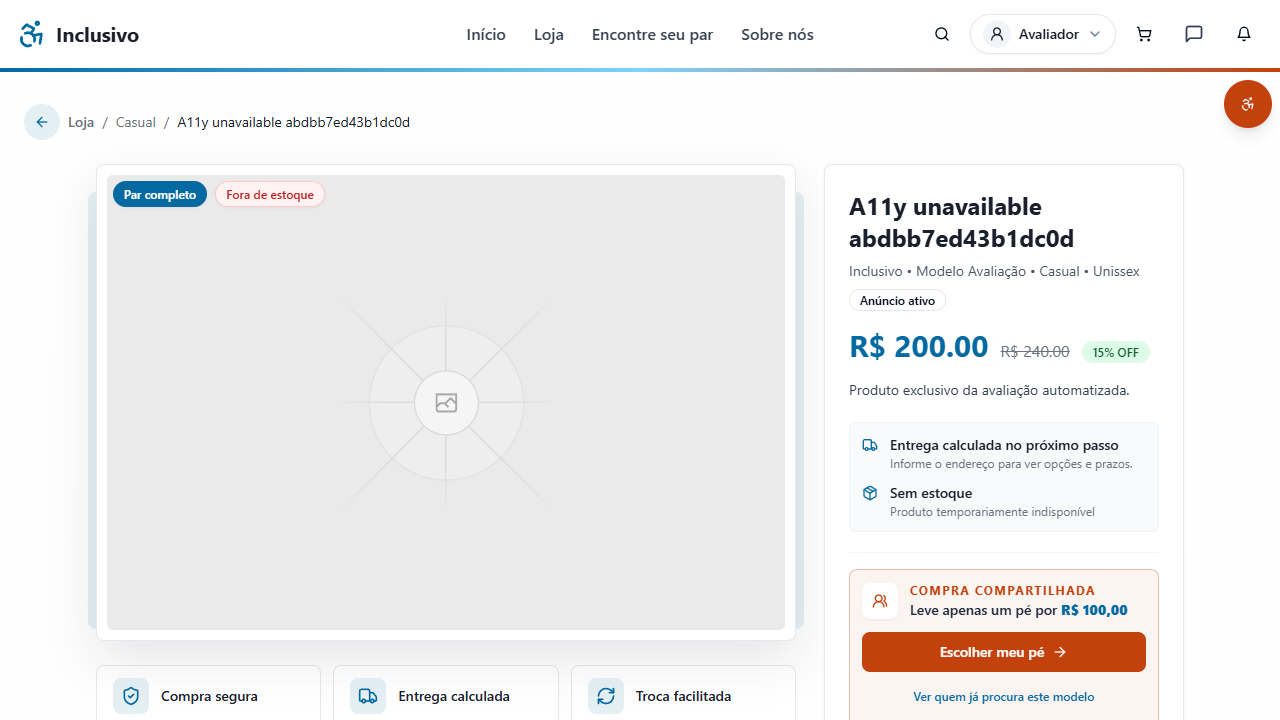 Inclusivo
Início
Loja
Encontre seu par
Sobre nós
Avaliador
Loja / Casual / A11y unavailable abdbb7ed43b1dc0d
Par completo
Fora de estoque
A11y unavailable
abdbb7ed43b1dc0d
Inclusivo • Modelo Avaliação • Casual • Unissex
Anúncio ativo
R$ 200.00 R$ 240.00 15% OFF
Produto exclusivo da avaliação automatizada.
Entrega calculada no próximo passo
Informe o endereço para ver opções e prazos.
Sem estoque
Produto temporariamente indisponível
COMPRA COMPARTILHADA
Leve apenas um pé por R$ 100,00
Escolher meu pé
Ver quem já procura este modelo
Compra segura
Entrega calculada
Troca facilitada